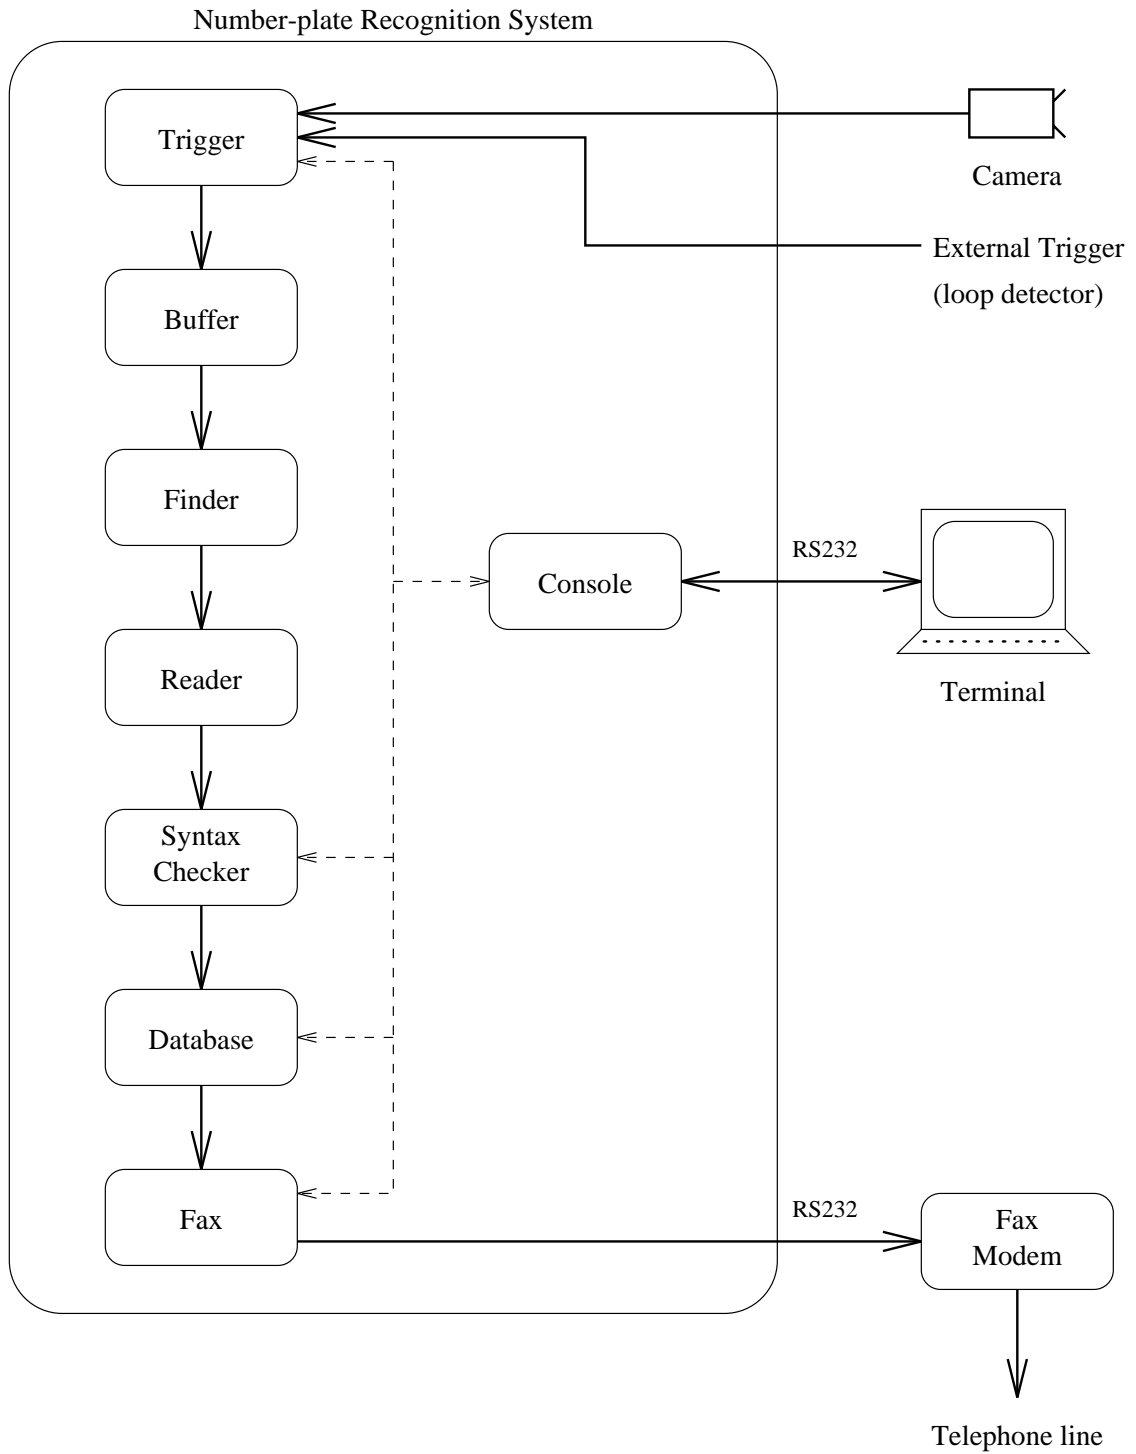 Number-plate Recognition System
Trigger
Camera
External Trigger
(loop detector)
Buffer
Finder
RS232
Console
Reader
Terminal
Syntax
Checker
Database
RS232
Fax
Fax
Modem
Telephone line